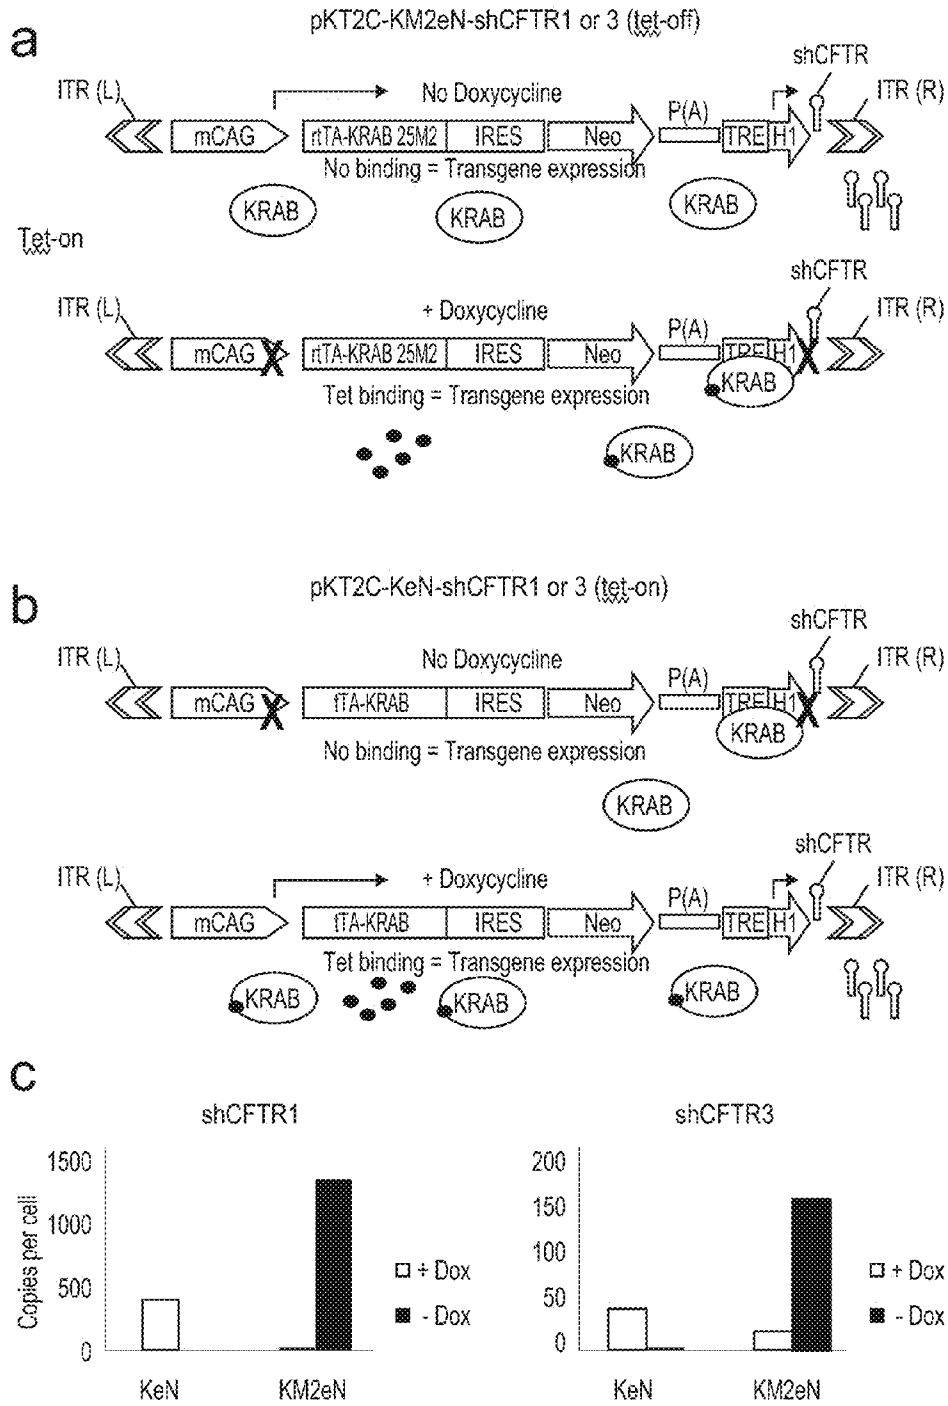 a
pKT2C-KM2eN-shCFTR1 or 3 (tet-off)
shCFTR
ITR (L) No Doxycycline P(A) ITR (R)
mCAG rtTA-KRAB 25M2 IRES Neo TRE H1
No binding = Transgene expression
KRAB KRAB KRAB
Tet-on
shCFTR
ITR (L) + Doxycycline P(A) ITR (R)
mCAG X rtTA-KRAB 25M2 IRES Neo TRE H1 X
KRAB
Tet binding = Transgene expression
KRAB
b
pKT2C-KeN-shCFTR1 or 3 (tet-on)
shCFTR
ITR (L) No Doxycycline P(A) ITR (R)
mCAG X tTA-KRAB IRES Neo TRE H1 X
KRAB
No binding = Transgene expression
KRAB
shCFTR
ITR (L) + Doxycycline P(A) ITR (R)
mCAG tTA-KRAB IRES Neo TRE H1
Tet binding = Transgene expression
KRAB KRAB KRAB
c
shCFTR1
Copies per cell
1500
1000
500
0
KeN KM2eN
+ Dox
- Dox
shCFTR3
200
150
100
50
0
KeN KM2eN
+ Dox
- Dox